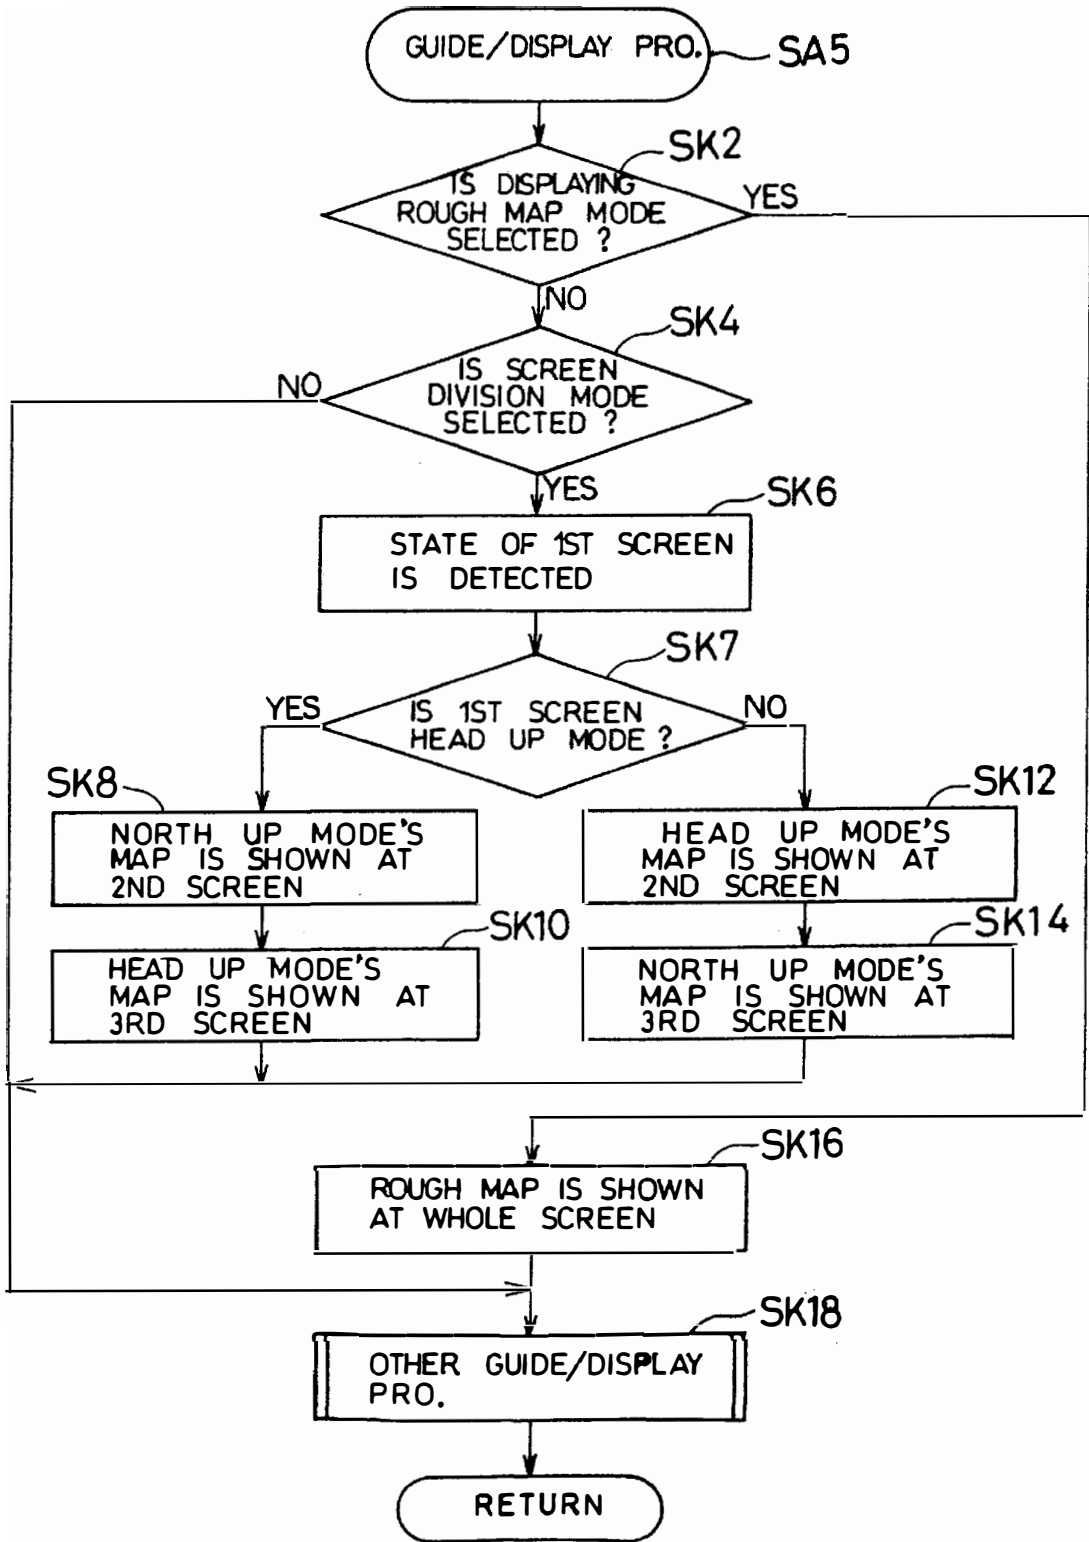 GUIDE/DISPLAY PRO.
SA5
SK2
IS DISPLAYING
ROUGH MAP MODE
SELECTED ?
YES
NO
SK4
IS SCREEN
DIVISION MODE
SELECTED ?
NO
YES
SK6
STATE OF 1ST SCREEN
IS DETECTED
SK7
IS 1ST SCREEN
HEAD UP MODE ?
YES
NO
SK8
NORTH UP MODE'S
MAP IS SHOWN AT
2ND SCREEN
SK12
HEAD UP MODE'S
MAP IS SHOWN AT
2ND SCREEN
SK10
HEAD UP MODE'S
MAP IS SHOWN AT
3RD SCREEN
SK14
NORTH UP MODE'S
MAP IS SHOWN AT
3RD SCREEN
SK16
ROUGH MAP IS SHOWN
AT WHOLE SCREEN
SK18
OTHER GUIDE/DISPLAY
PRO.
RETURN